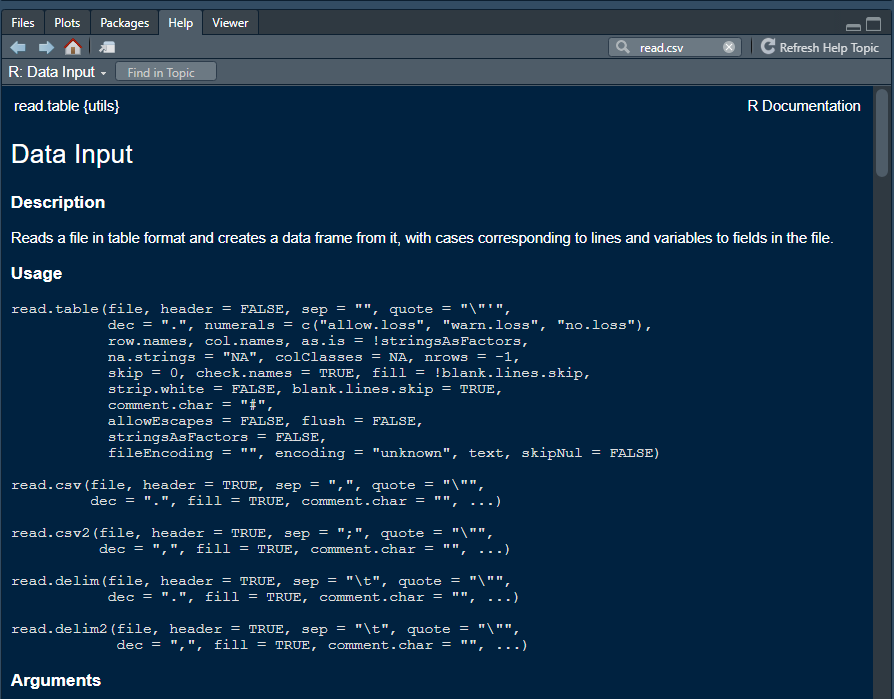 Files Plots Packages Help Viewer
read.csv Refresh Help Topic
R: Data Input Find in Topic
read.table {utils} R Documentation
Data Input
Description
Reads a file in table format and creates a data frame from it, with cases corresponding to lines and variables to fields in the file.
Usage
read.table(file, header = FALSE, sep = "", quote = "\"'",
dec = ".", numerals = c("allow.loss", "warn.loss", "no.loss"),
row.names, col.names, as.is = !stringsAsFactors,
na.strings = "NA", colClasses = NA, nrows = -1,
skip = 0, check.names = TRUE, fill = !blank.lines.skip,
strip.white = FALSE, blank.lines.skip = TRUE,
comment.char = "#",
allowEscapes = FALSE, flush = FALSE,
stringsAsFactors = FALSE,
fileEncoding = "", encoding = "unknown", text, skipNul = FALSE)
read.csv(file, header = TRUE, sep = ",", quote = "\"",
dec = ".", fill = TRUE, comment.char = "", ...)
read.csv2(file, header = TRUE, sep = ";", quote = "\"",
dec = ",", fill = TRUE, comment.char = "", ...)
read.delim(file, header = TRUE, sep = "\t", quote = "\"",
dec = ".", fill = TRUE, comment.char = "", ...)
read.delim2(file, header = TRUE, sep = "\t", quote = "\"",
dec = ",", fill = TRUE, comment.char = "", ...)
Arguments